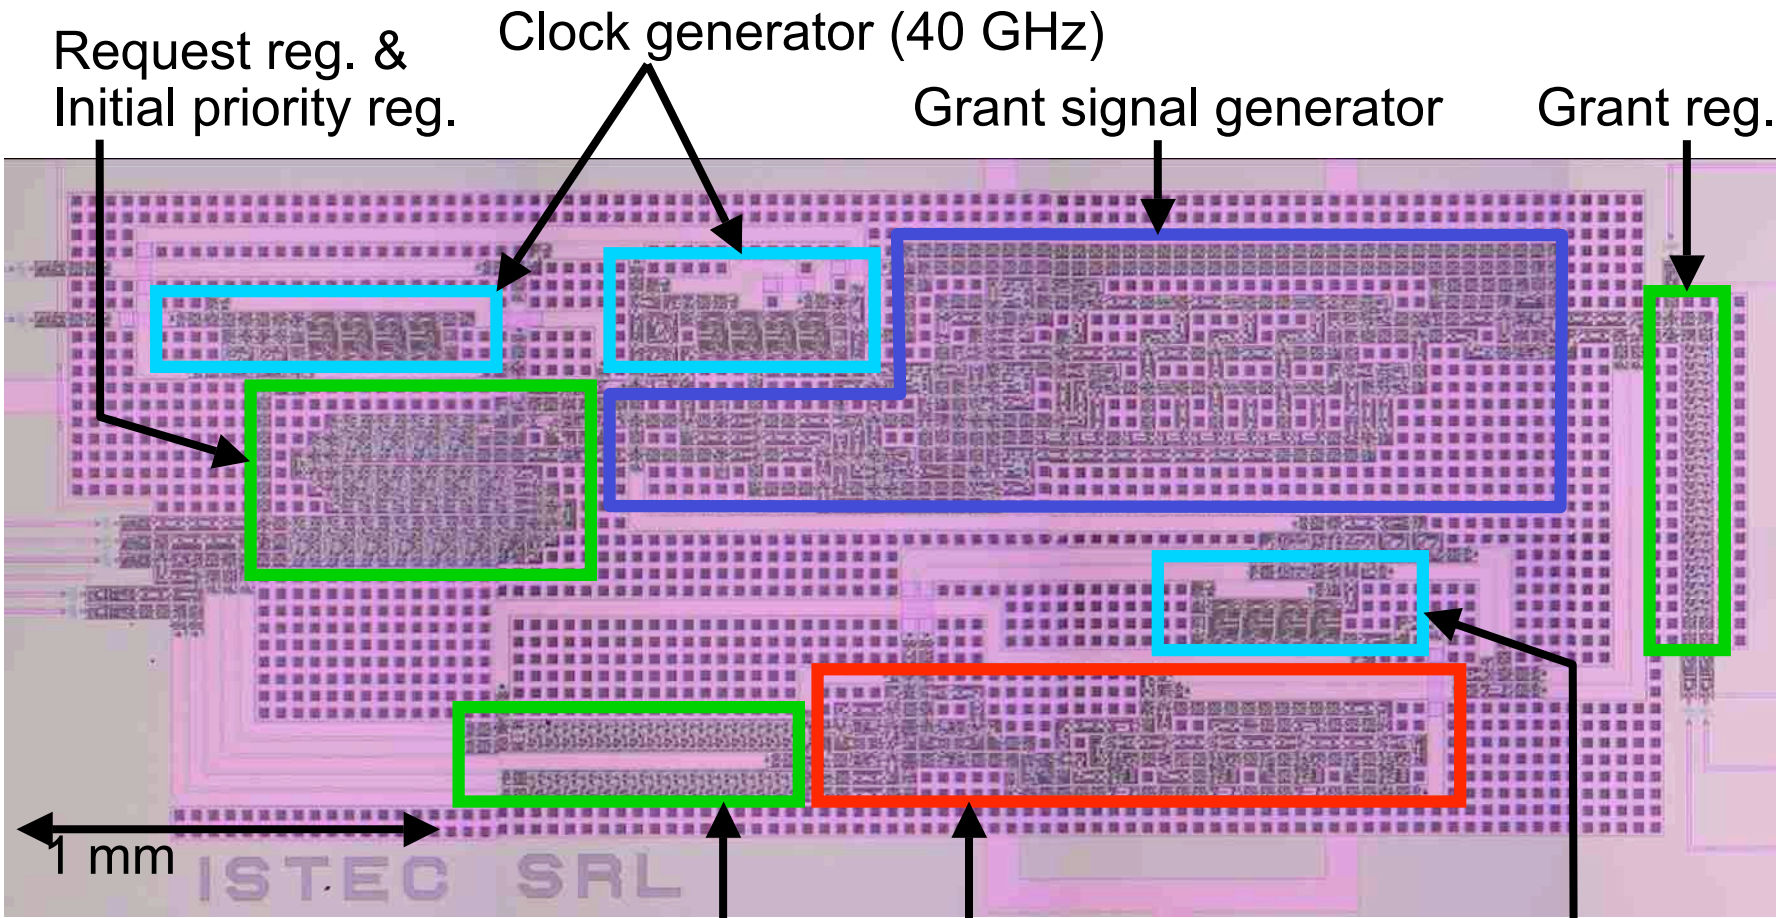 Clock generator (40 GHz)
Request reg. &
Initial priority reg.
Grant signal generator
Grant reg.
1 mm
ISTEC SRL